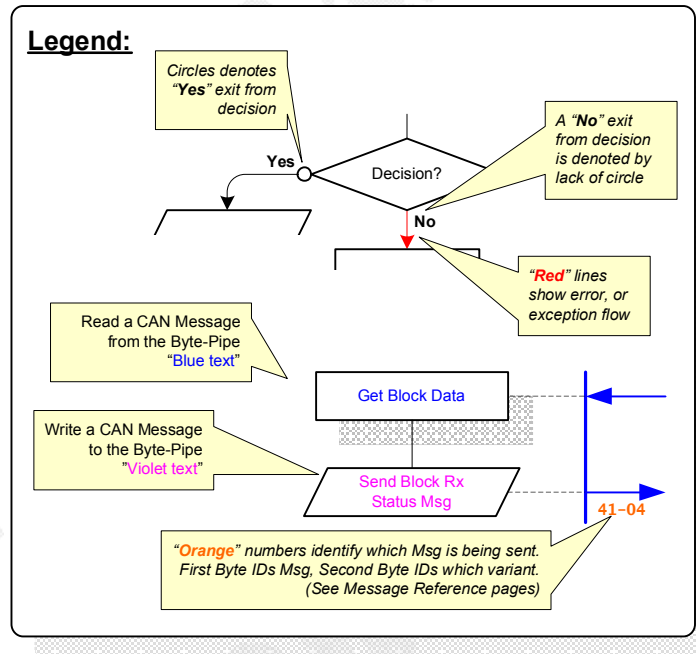 Legend:
Circles denotes
“Yes” exit from
decision
A “No” exit
from decision
is denoted by
lack of circle
Yes
Decision?
No
“Red” lines
show error, or
exception flow
Read a CAN Message
from the Byte-Pipe
“Blue text”
Get Block Data
Write a CAN Message
to the Byte-Pipe
”Violet text”
Send Block Rx
Status Msg
41-04
“Orange” numbers identify which Msg is being sent.
First Byte IDs Msg, Second Byte IDs which variant.
(See Message Reference pages)